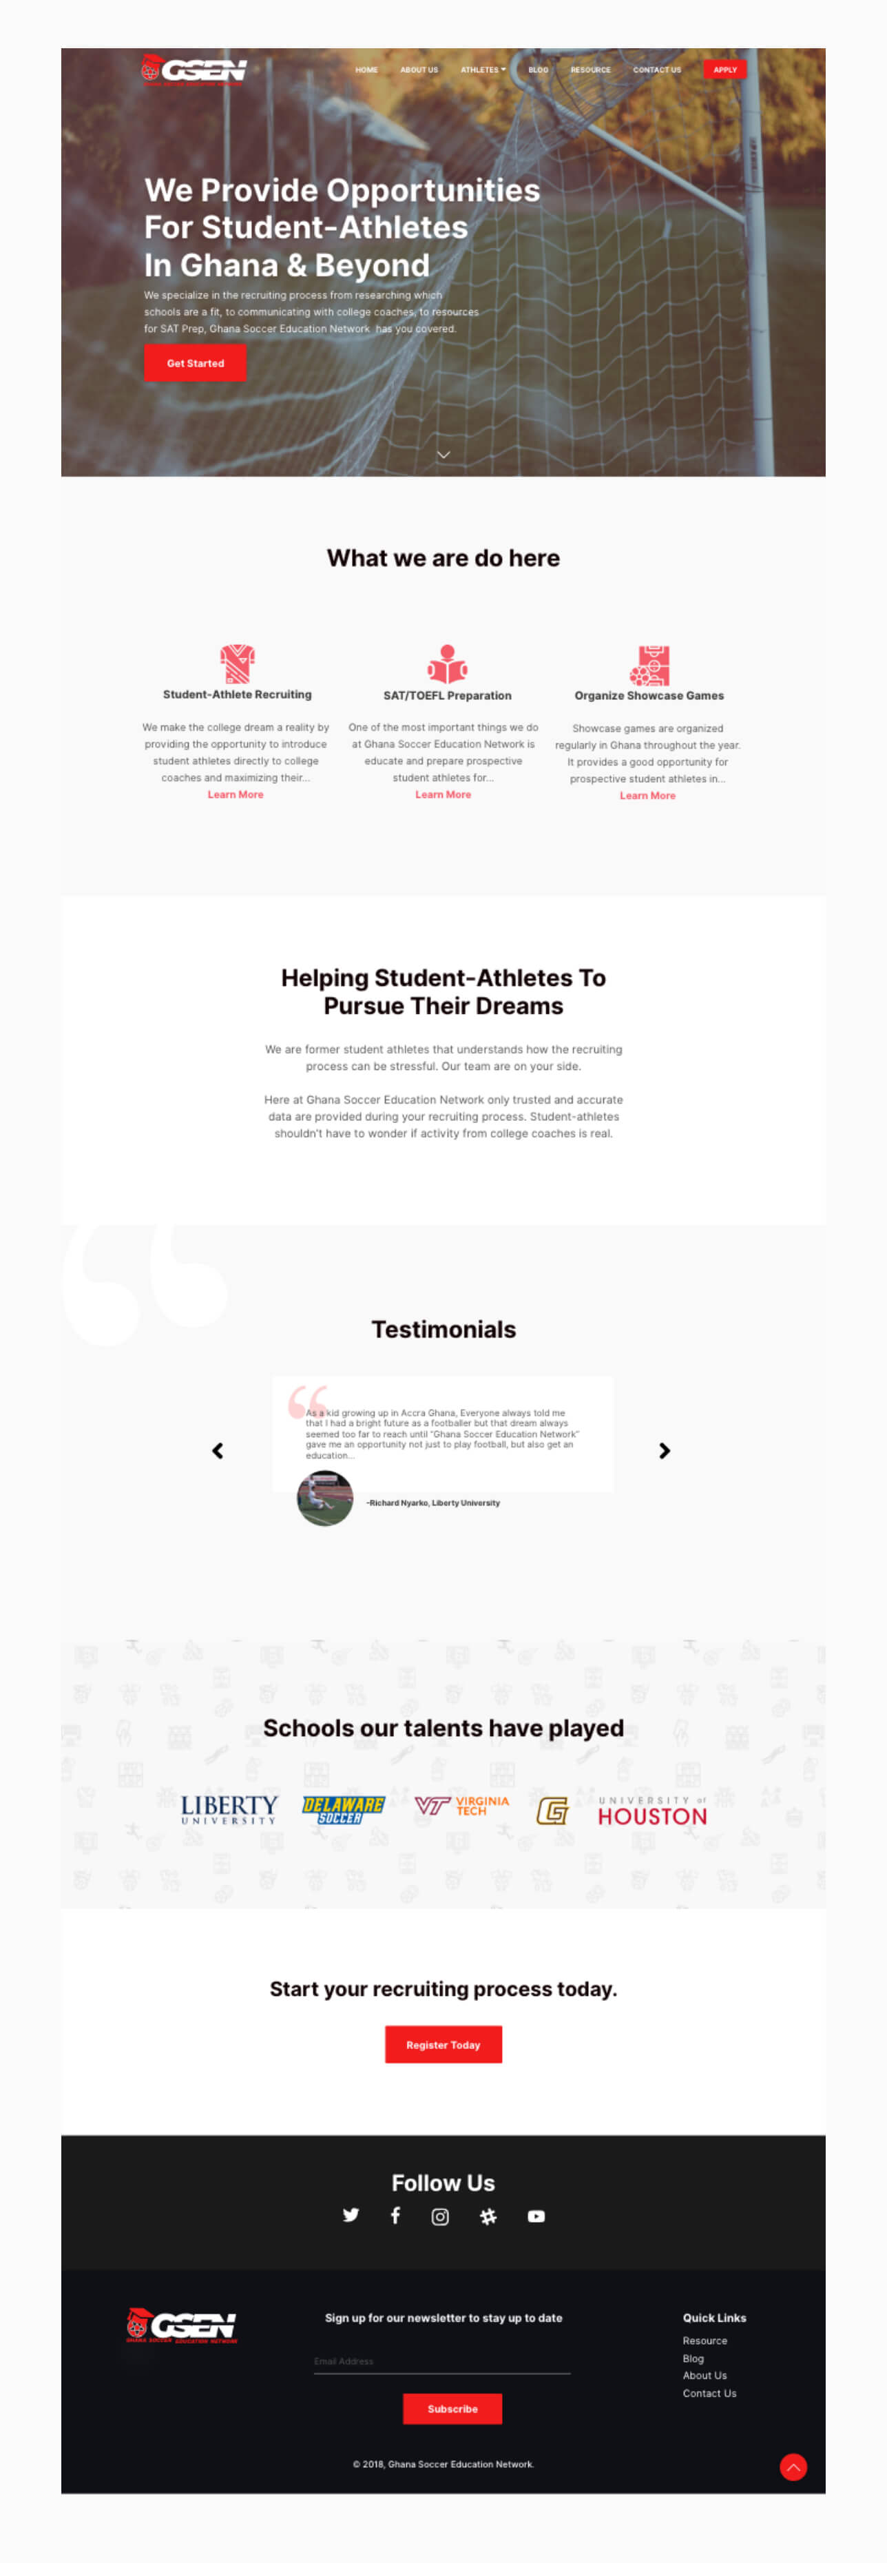 GSEN
HOME ABOUT US ATHLETES BLOG RESOURCE CONTACT US APPLY
We Provide Opportunities
For Student-Athletes
In Ghana & Beyond
We specialize in the recruiting process from researching which
schools are a fit, to communicating with college coaches, to resources
for SAT Prep, Ghana Soccer Education Network has you covered.
Get Started
What we are do here
Student-Athlete Recruiting
We make the college dream a reality by
providing the opportunity to introduce
student athletes directly to college
coaches and maximizing their...
Learn More
SAT/TOEFL Preparation
One of the most important things we do
at Ghana Soccer Education Network is
educate and prepare prospective
student athletes for...
Learn More
Organize Showcase Games
Showcase games are organized
regularly in Ghana throughout the year.
It provides a good opportunity for
prospective student athletes in...
Learn More
Helping Student-Athletes To
Pursue Their Dreams
We are former student athletes that understands how the recruiting
process can be stressful. Our team are on your side.
Here at Ghana Soccer Education Network only trusted and accurate
data are provided during your recruiting process. Student-athletes
shouldn't have to wonder if activity from college coaches is real.
Testimonials
As a kid growing up in Accra Ghana, Everyone always told me
that I had a bright future as a footballer but that dream always
seemed too far to reach until "Ghana Soccer Education Network"
gave me an opportunity not just to play football, but also get an
education...
-Richard Nyarko, Liberty University
Schools our talents have played
LIBERTY
UNIVERSITY
DELAWARE
SOCCER
VT VIRGINIA
TECH
G
UNIVERSITY of
HOUSTON
Start your recruiting process today.
Register Today
Follow Us
GSEN
GHANA SOCCER EDUCATION NETWORK
Sign up for our newsletter to stay up to date
Email Address
Subscribe
Quick Links
Resource
Blog
About Us
Contact Us
© 2018, Ghana Soccer Education Network.